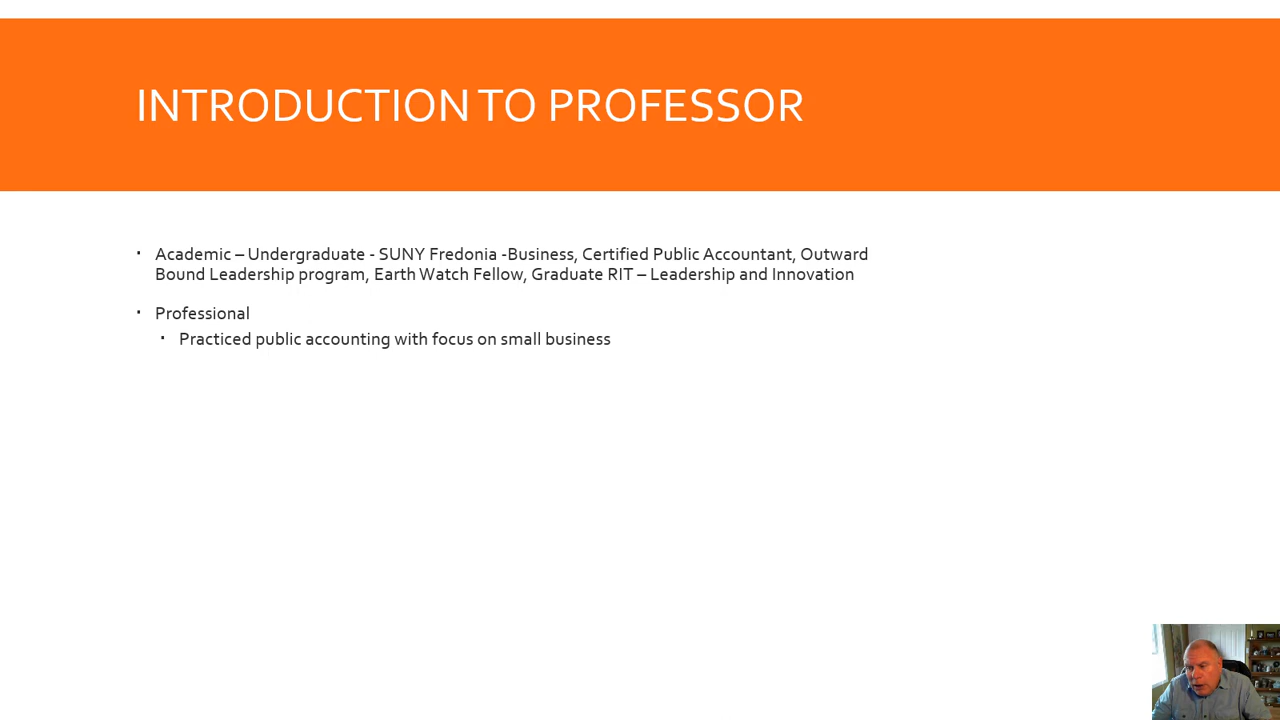 INTRODUCTION TO PROFESSOR
Academic – Undergraduate - SUNY Fredonia -Business, Certified Public Accountant, Outward
Bound Leadership program, Earth Watch Fellow, Graduate RIT – Leadership and Innovation
Professional
Practiced public accounting with focus on small business